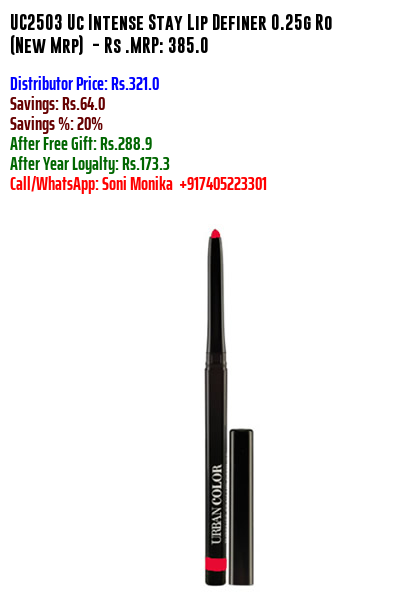 UC2503 Uc Intense Stay Lip Definer 0.25g Ro
(New Mrp) - Rs .MRP: 385.0
Distributor Price: Rs.321.0
Savings: Rs.64.0
Savings %: 20%
After Free Gift: Rs.288.9
After Year Loyalty: Rs.173.3
Call/WhatsApp: Soni Monika +917405223301
URBAN COLOR